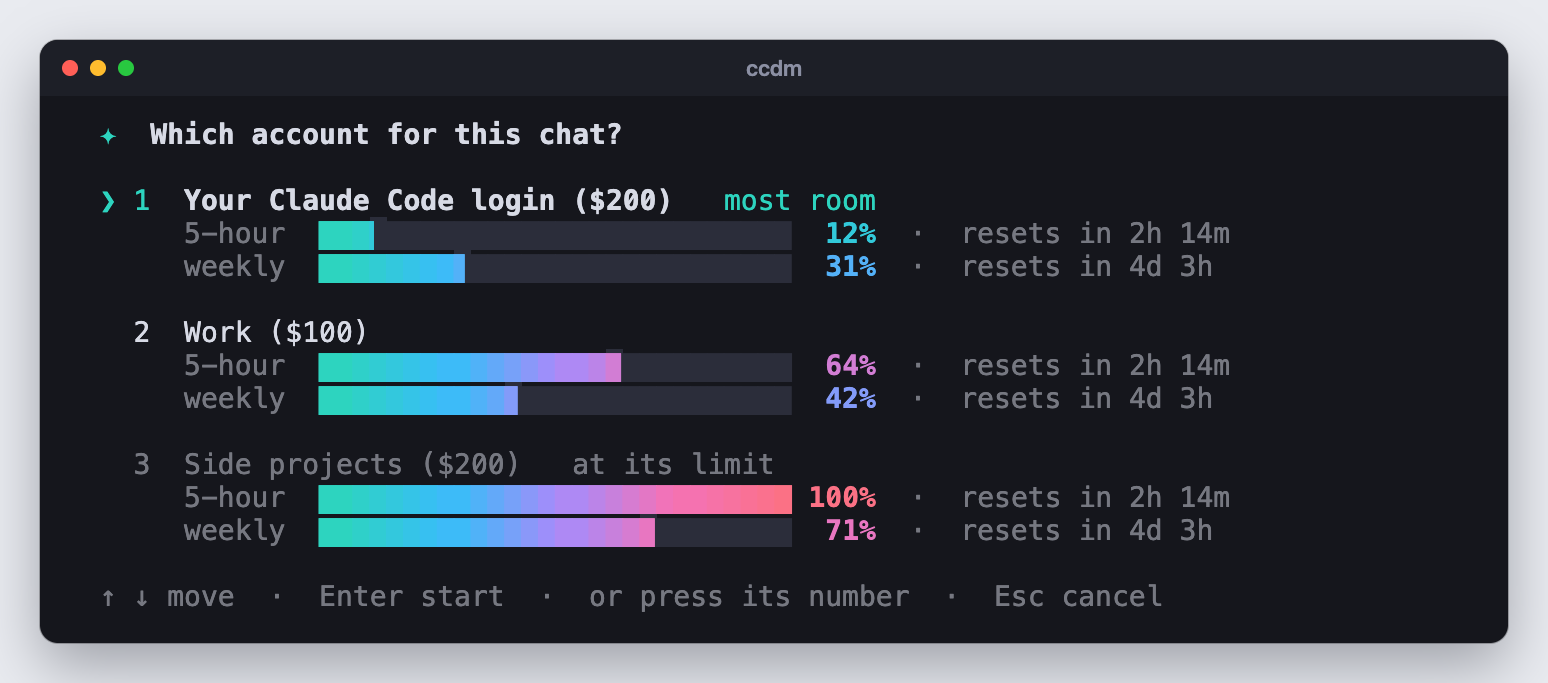 ccdm
✦ Which account for this chat?
❯ 1 Your Claude Code login ($200) most room
5-hour 12% · resets in 2h 14m
weekly 31% · resets in 4d 3h
2 Work ($100)
5-hour 64% · resets in 2h 14m
weekly 42% · resets in 4d 3h
3 Side projects ($200) at its limit
5-hour 100% · resets in 2h 14m
weekly 71% · resets in 4d 3h
↑ ↓ move · Enter start · or press its number · Esc cancel